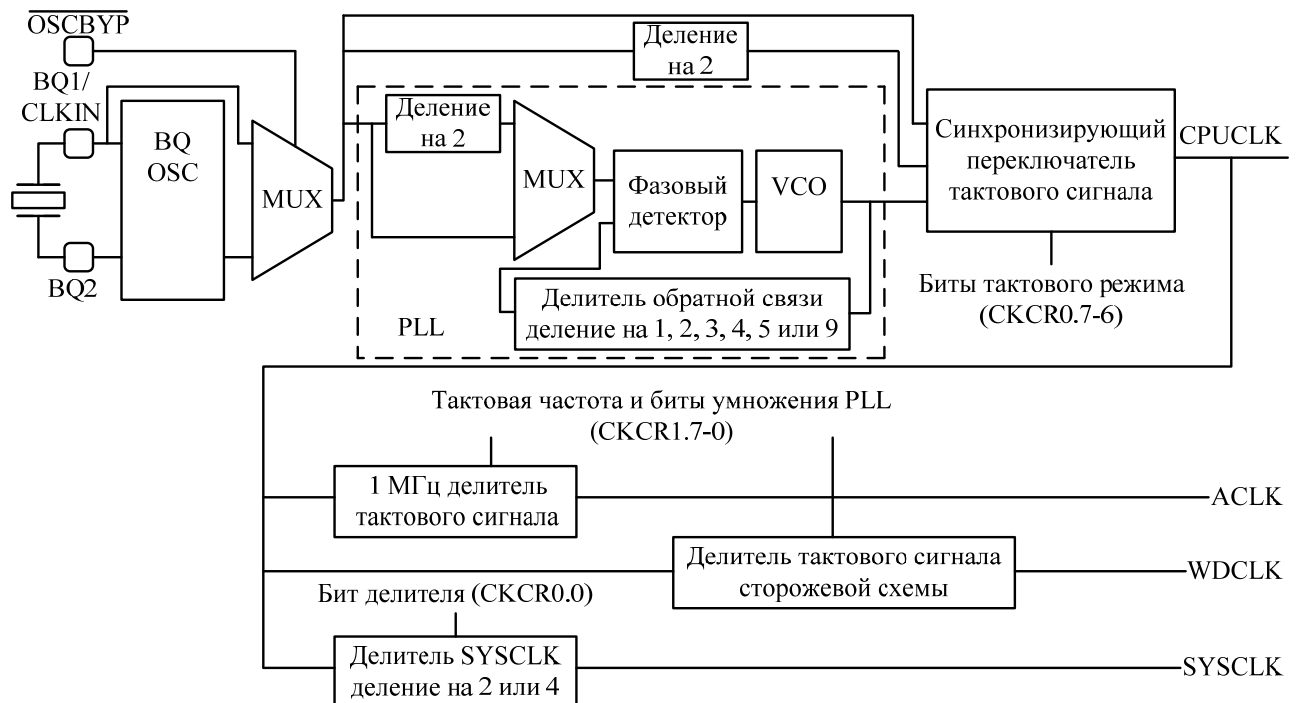 OSCBYP
BQ1/
CLKIN
BQ
OSC
BQ2
MUX
Деление
на 2
Деление
на 2
MUX
Фазовый
детектор
VCO
Делитель обратной связи
деление на 1, 2, 3, 4, 5 или 9
PLL
Синхронизирующий
переключатель
тактового сигнала
CPUCLK
Биты тактового режима
(CKCR0.7-6)
Тактовая частота и биты умножения PLL
(CKCR1.7-0)
1 МГц делитель
тактового сигнала
ACLK
Делитель тактового сигнала
сторожевой схемы
WDCLK
Бит делителя (CKCR0.0)
Делитель SYSCLK
деление на 2 или 4
SYSCLK